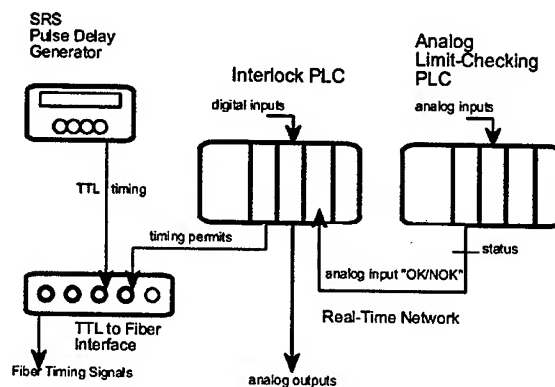 SRS
Pulse Delay
Generator
Analog
Limit-Checking
PLC
Interlock PLC
digital inputs
analog inputs
TTL timing
timing permits
status
analog input "OK/NOK"
Real-Time Network
TTL to Fiber
Interface
Fiber Timing Signals
analog outputs